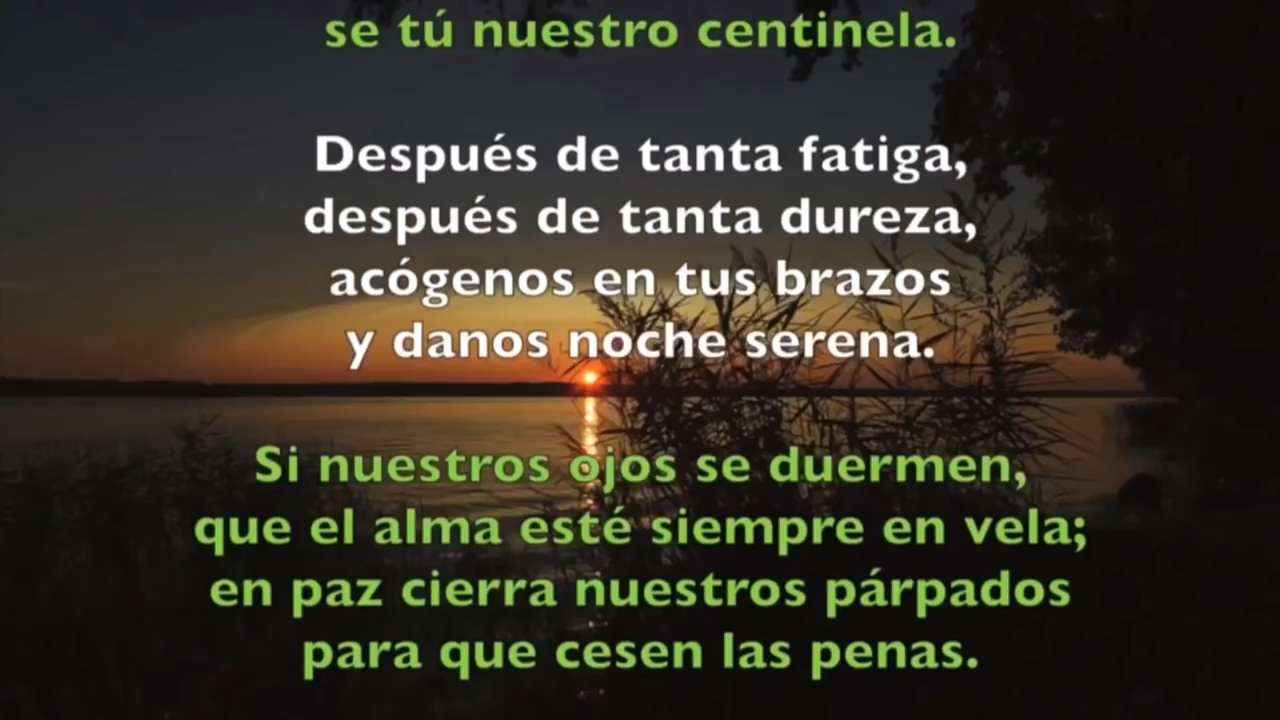 se tú nuestro centinela.
Después de tanta fatiga,
después de tanta dureza,
acógenos en tus brazos
y danos noche serena.
Si nuestros ojos se duermen,
que el alma esté siempre en vela;
en paz cierra nuestros párpados
para que cesen las penas.